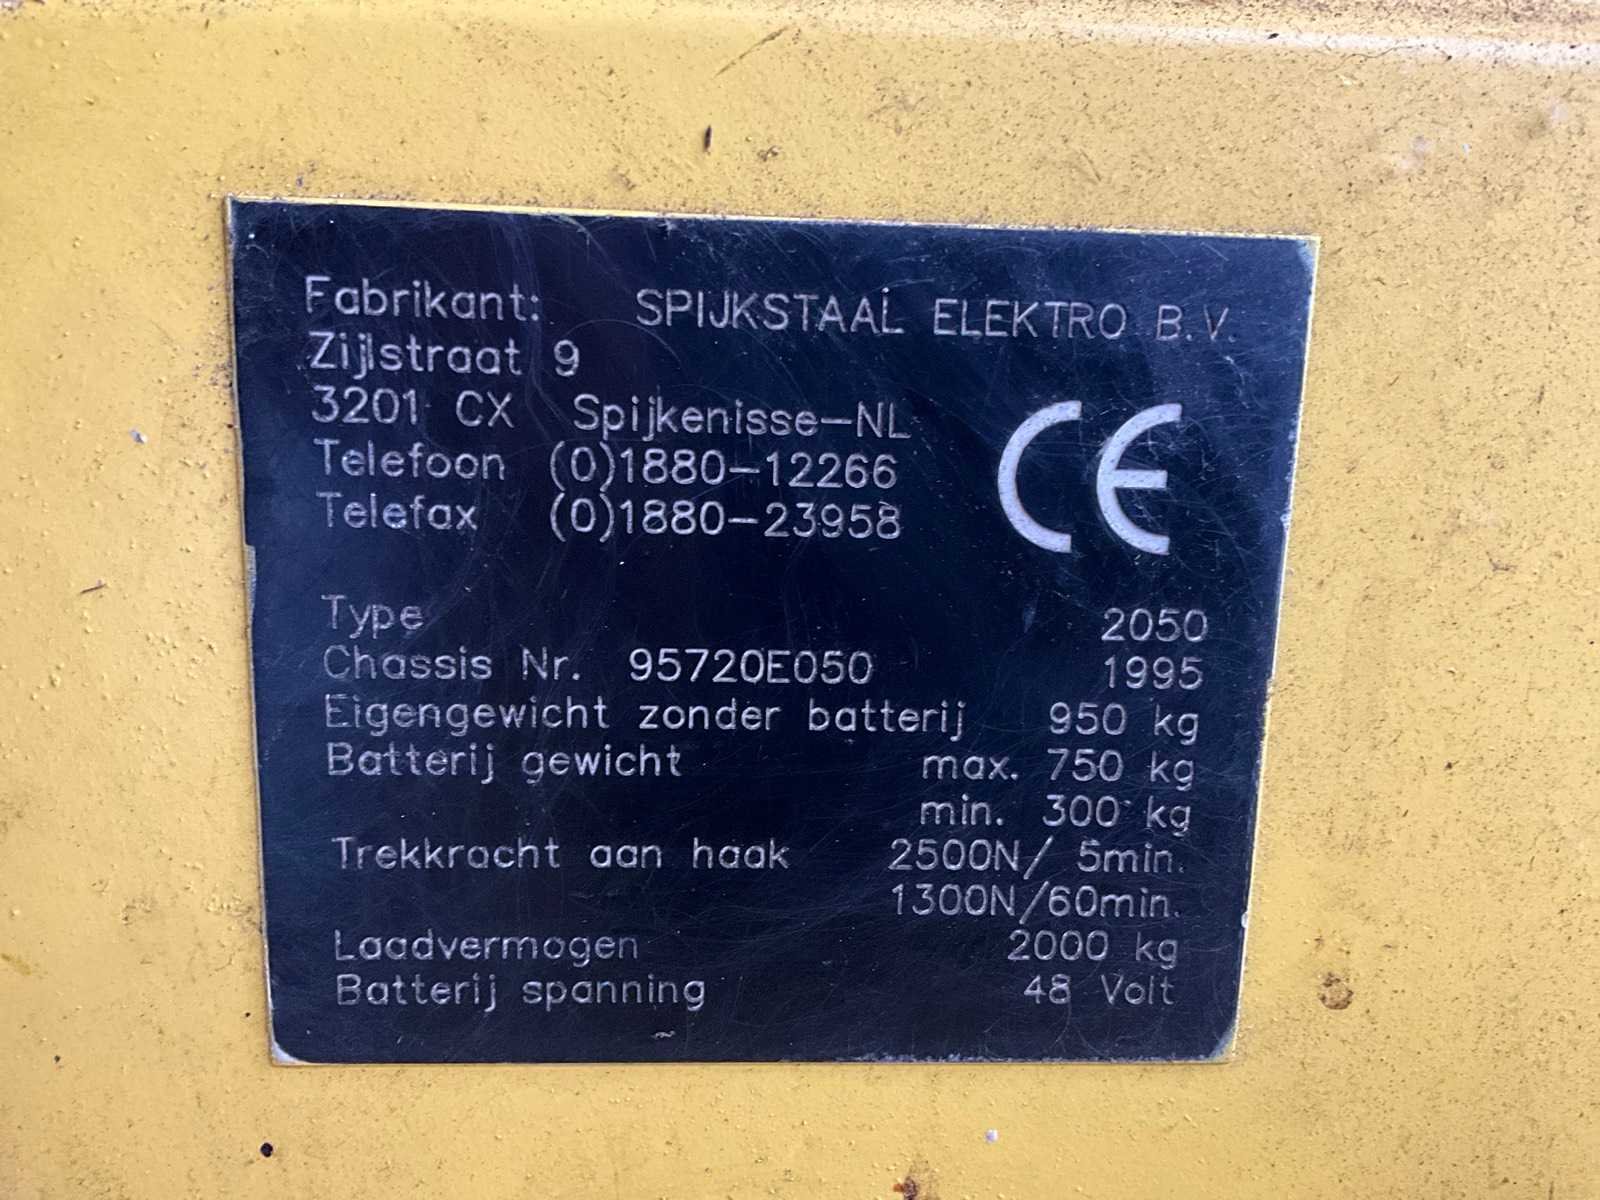 Fabrikant: SPIJKSTAAL ELEKTRO B.V.
Zijlstraat 9
3201 CX Spijkenisse-NL
Telefoon (0)1880-12266
Telefax (0)1880-23958
CE
Type 2050
Chassis Nr. 95720E050 1995
Eigengewicht zonder batterij 950 kg
Batterij gewicht max. 750 kg
min. 300 kg
Trekkracht aan haak 2500N/ 5min.
1300N/60min.
Laadvermogen 2000 kg
Batterij spanning 48 Volt